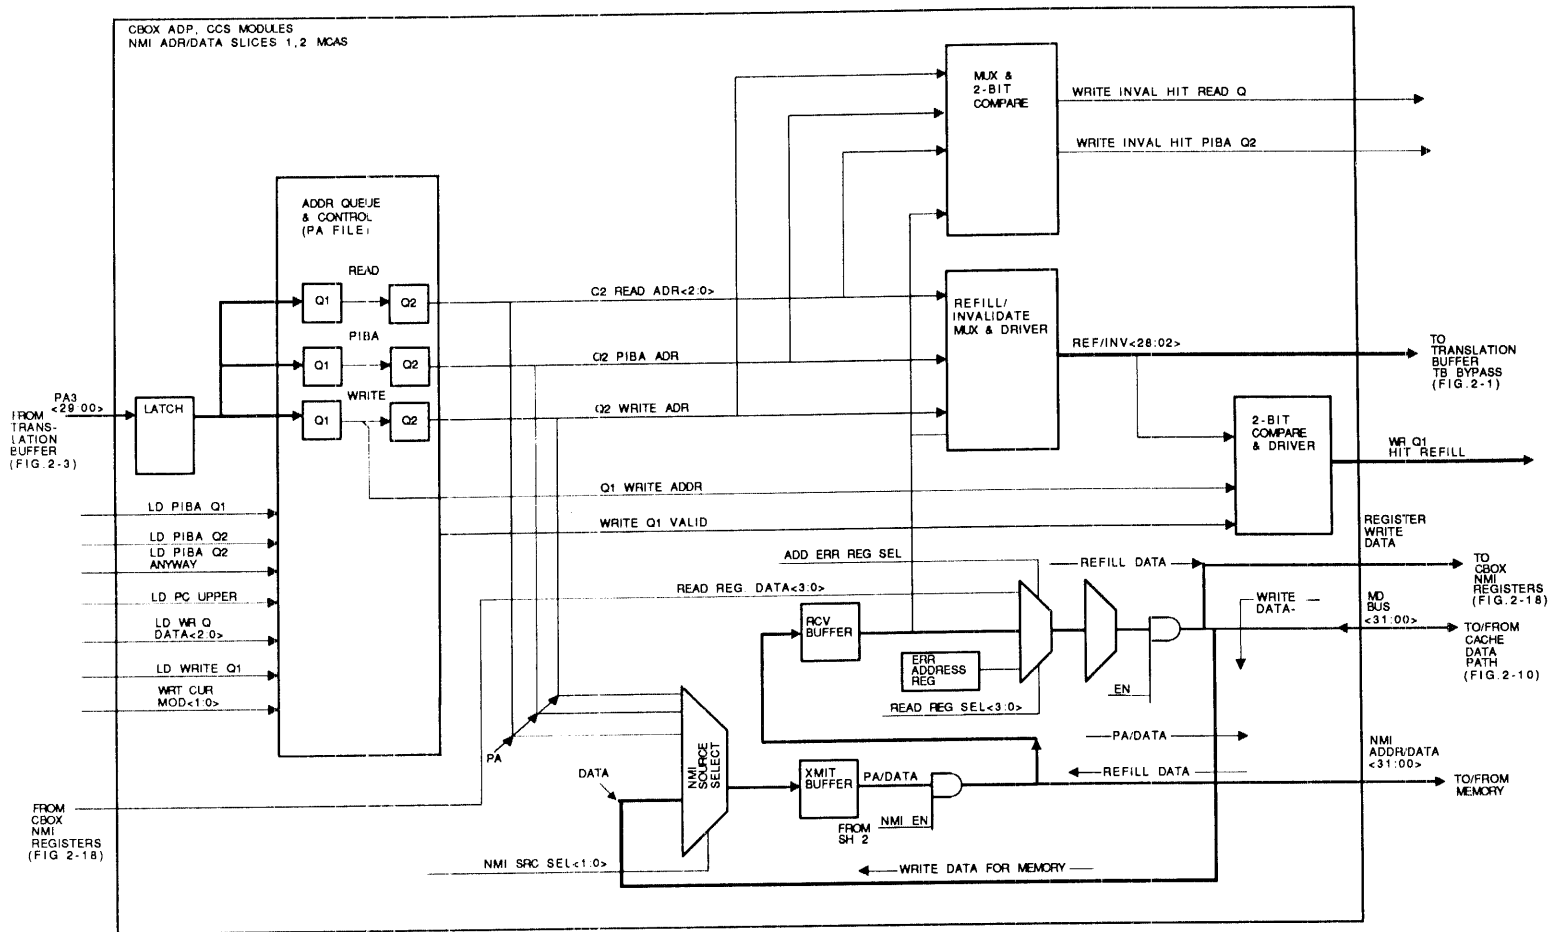 CBOX ADP, CCS MODULES
NMI ADR/DATA SLICES 1,2 MCAS
MUX &
2-BIT
COMPARE
WRITE INVAL HIT READ Q
WRITE INVAL HIT PIBA Q2
ADDR QUEUE
& CONTROL
(PA FILE)
READ
Q1
Q2
C2 READ ADR<2:0>
REFILL/
INVALIDATE
MUX & DRIVER
REF/INV<28:02>
TO
TRANSLATION
BUFFER
TB BYPASS
(FIG.2-1)
PIBA
Q1
Q2
Q2 PIBA ADR
WRITE
Q1
Q2
Q2 WRITE ADR
PA3
<29:00>
LATCH
FROM
TRANS-
LATION
BUFFER
(FIG.2-3)
2-BIT
COMPARE
& DRIVER
WR Q1
HIT REFILL
Q1 WRITE ADDR
WRITE Q1 VALID
LD PIBA Q1
LD PIBA Q2
LD PIBA Q2
ANYWAY
LD PC UPPER
LD WR Q
DATA<2:0>
LD WRITE Q1
WRT CUR
MOD<1:0>
REGISTER
WRITE
DATA
ADD ERR REG SEL
REFILL DATA
READ REG. DATA<3:0>
TO
CBOX
NMI
REGISTERS
(FIG.2-18)
WRITE
DATA-
MD
BUS
<31:00>
RCV
BUFFER
ERR
ADDRESS
REG
TO/FROM
CACHE
DATA
PATH
(FIG.2-10)
EN
READ REG SEL<3:0>
PA
PA/DATA
NMI
ADDR/DATA
<31:00>
REFILL DATA
DATA
NMI
SOURCE
SELECT
XMIT
BUFFER
PA/DATA
TO/FROM
MEMORY
FROM
SH 2
NMI EN
FROM
CBOX
NMI
REGISTERS
(FIG 2-18)
NMI SRC SEL<1:0>
WRITE DATA FOR MEMORY